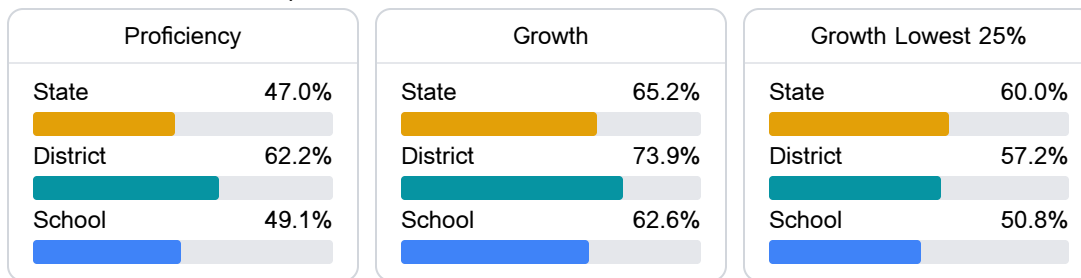 Proficiency
State 47.0%
District 62.2%
School 49.1%
Growth
State 65.2%
District 73.9%
School 62.6%
Growth Lowest 25%
State 60.0%
District 57.2%
School 50.8%